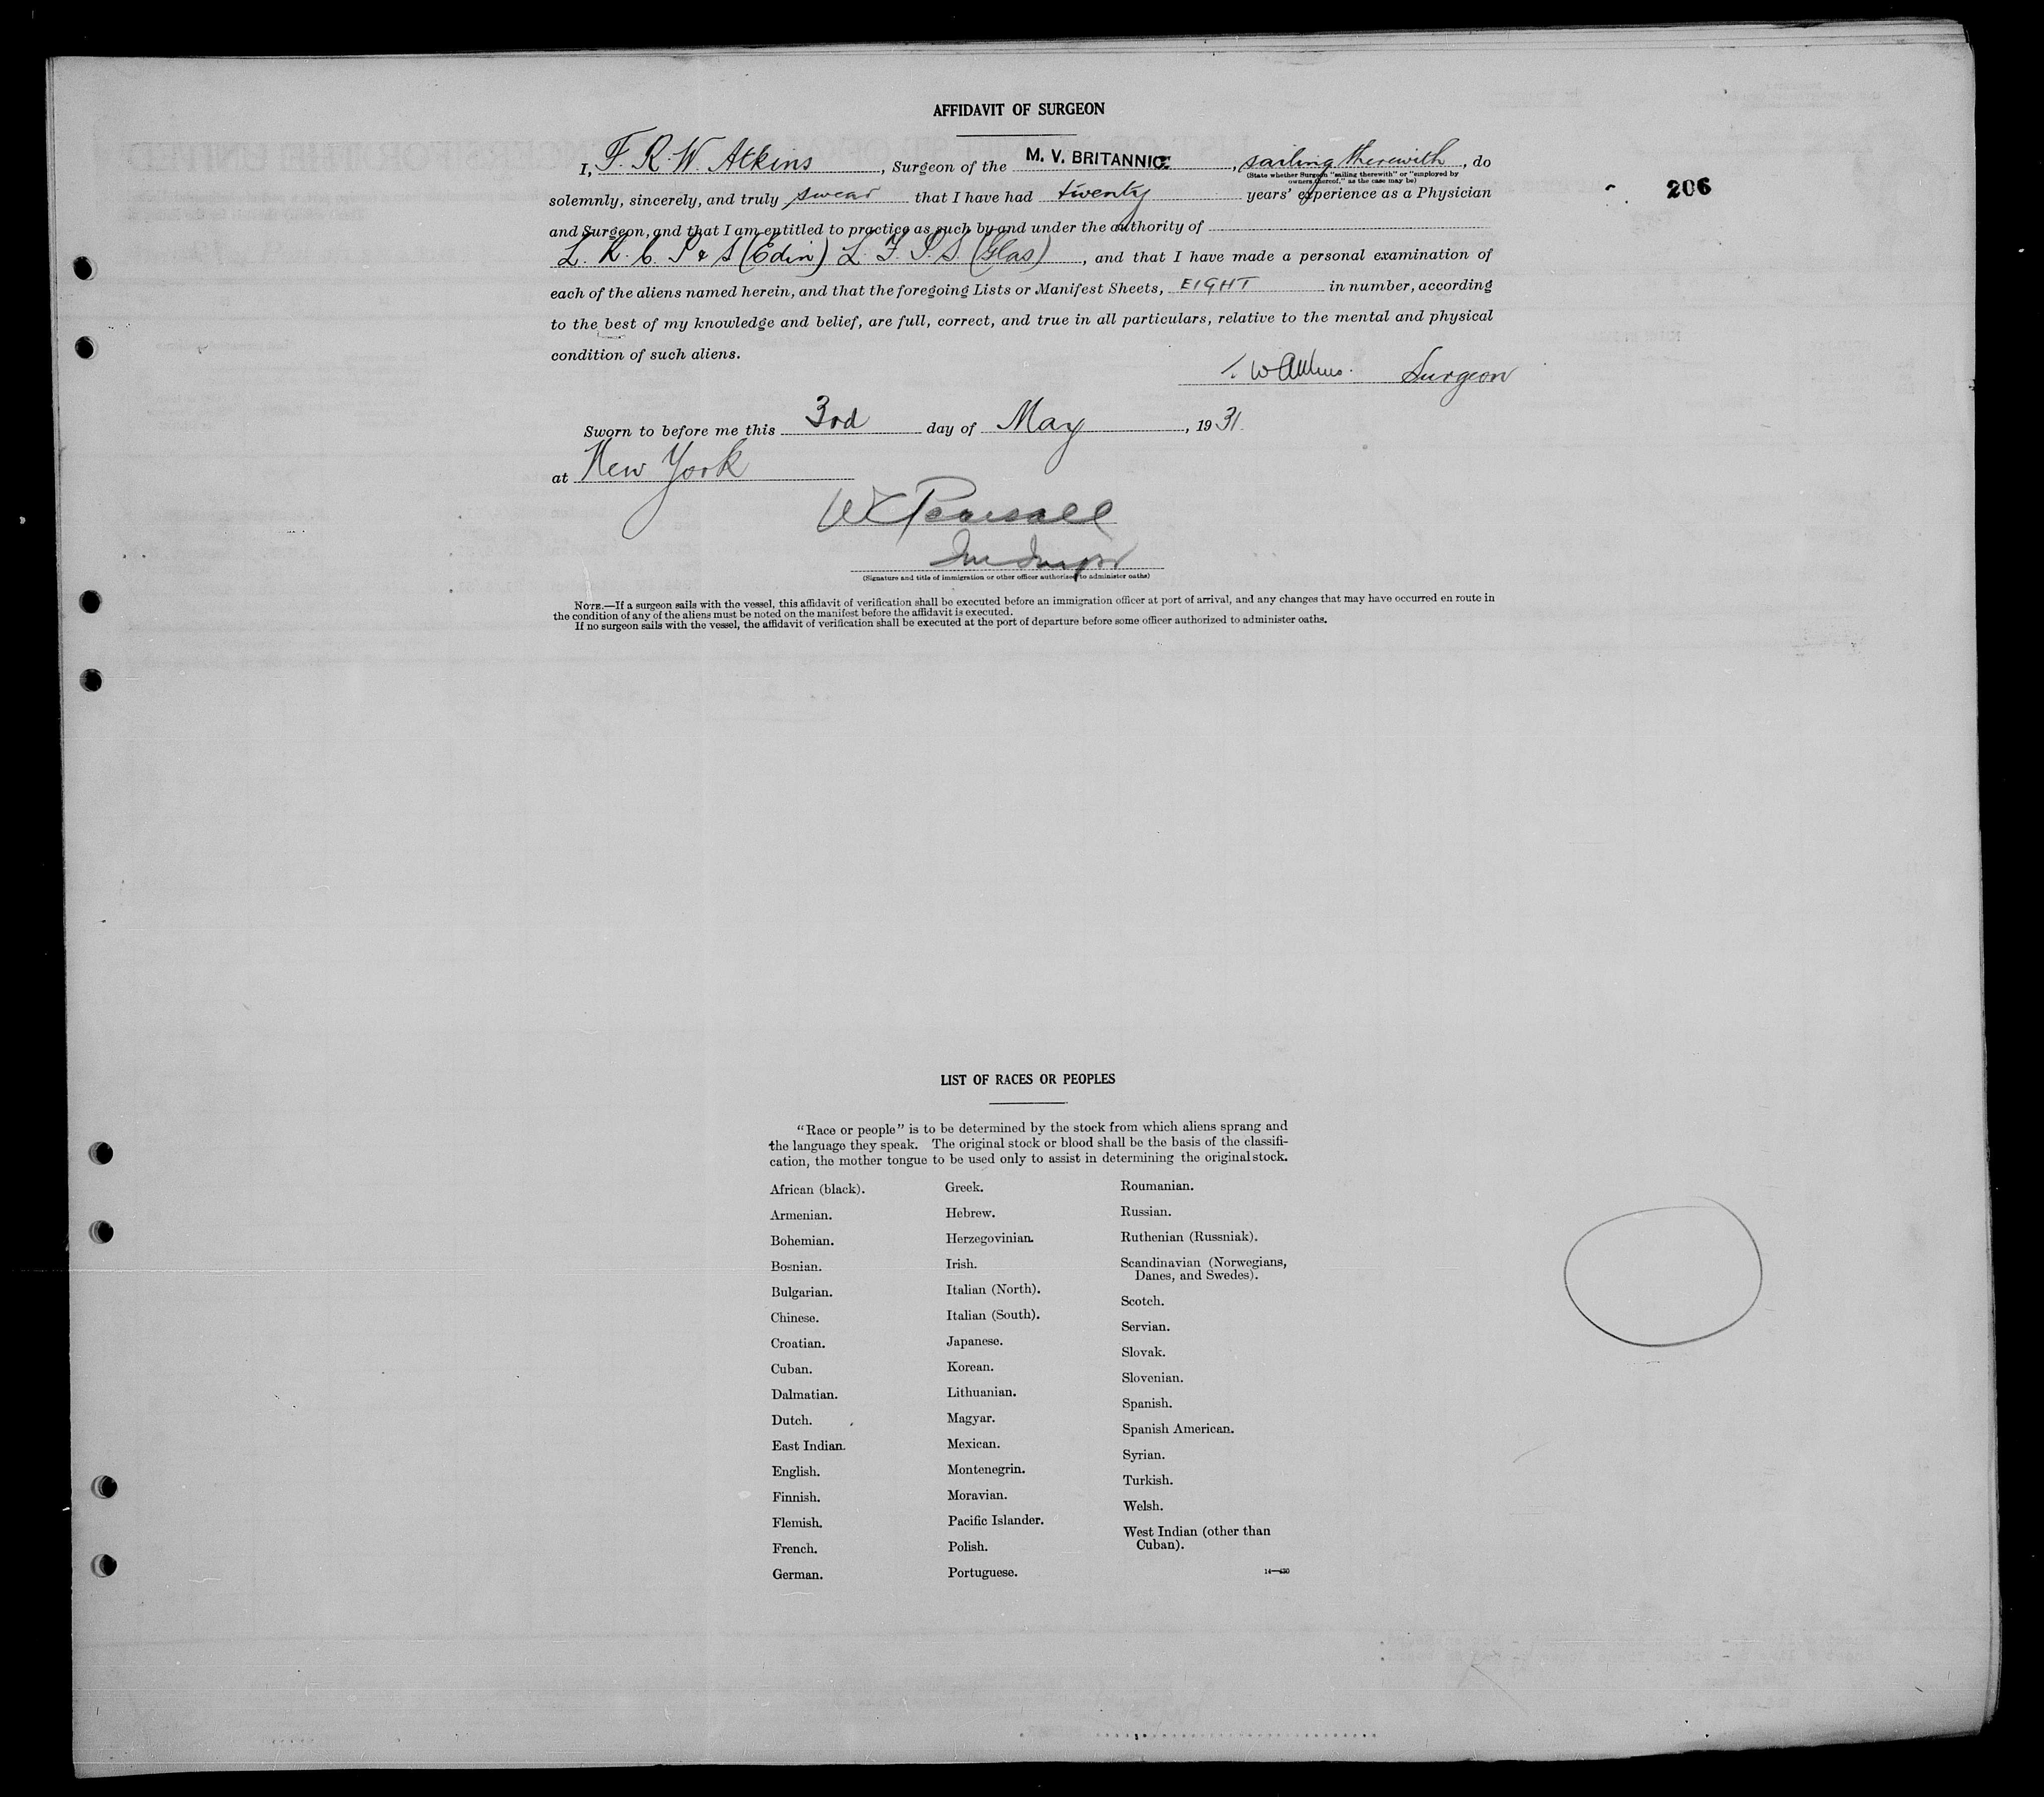 AFFIDAVIT OF SURGEON
I, F. R. W. Atkins, Surgeon of the M. V. BRITANNIC, sailing therewith, do
(State whether Surgeon "sailing therewith" or "employed by
owners thereof," as the case may be)
206
solemnly, sincerely, and truly swear that I have had twenty years' experience as a Physician
and Surgeon, and that I am entitled to practice as such by and under the authority of
L. R. C. P & S (Edin) L. F. P. S. (Glas), and that I have made a personal examination of
each of the aliens named herein, and that the foregoing Lists or Manifest Sheets, EIGHT in number, according
to the best of my knowledge and belief, are full, correct, and true in all particulars, relative to the mental and physical
condition of such aliens.
W Atkins. Surgeon
Sworn to before me this 3rd day of May, 1931.
at New York
Pearsall
(Signature and title of immigration or other officer authorized to administer oaths)
NOTE.—If a surgeon sails with the vessel, this affidavit of verification shall be executed before an immigration officer at port of arrival, and any changes that may have occurred en route in
the condition of any of the aliens must be noted on the manifest before the affidavit is executed.
If no surgeon sails with the vessel, the affidavit of verification shall be executed at the port of departure before some officer authorized to administer oaths.
LIST OF RACES OR PEOPLES
"Race or people" is to be determined by the stock from which aliens sprang and
the language they speak. The original stock or blood shall be the basis of the classifi-
cation, the mother tongue to be used only to assist in determining the original stock.
African (black).
Armenian.
Bohemian.
Bosnian.
Bulgarian.
Chinese.
Croatian.
Cuban.
Dalmatian.
Dutch.
East Indian.
English.
Finnish.
Flemish.
French.
German.
Greek.
Hebrew.
Herzegovinian.
Irish.
Italian (North).
Italian (South).
Japanese.
Korean.
Lithuanian.
Magyar.
Mexican.
Montenegrin.
Moravian.
Pacific Islander.
Polish.
Portuguese.
Roumanian.
Russian.
Ruthenian (Russniak).
Scandinavian (Norwegians,
Danes, and Swedes).
Scotch.
Servian.
Slovak.
Slovenian.
Spanish.
Spanish American.
Syrian.
Turkish.
Welsh.
West Indian (other than
Cuban).
14—430